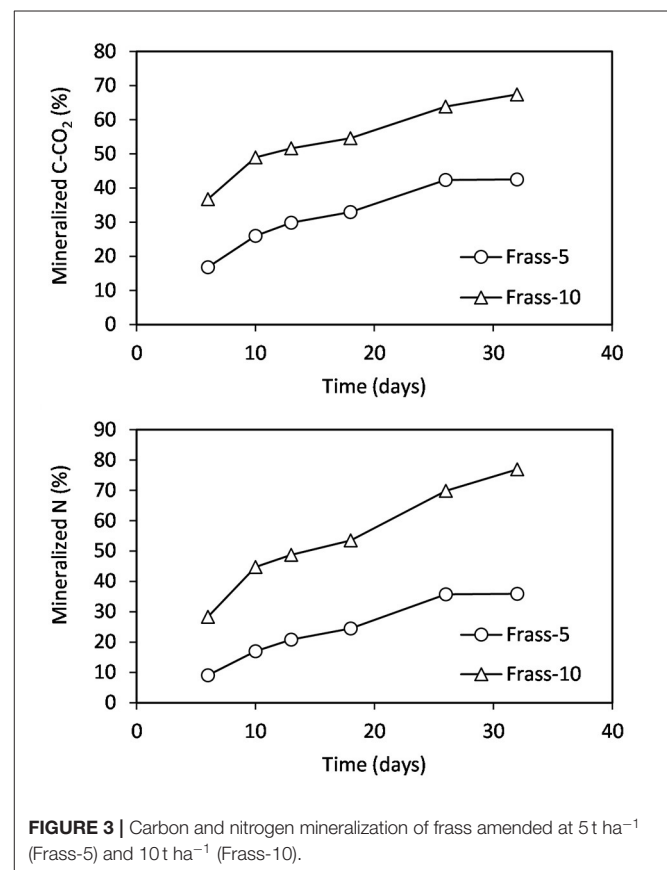 80
70
60
50
40
30
20
10
0
Mineralized C-CO₂ (%)
Frass-5
Frass-10
0 10 20 30 40
Time (days)
90
80
70
60
50
40
30
20
10
0
Mineralized N (%)
Frass-5
Frass-10
0 10 20 30 40
Time (days)
FIGURE 3 | Carbon and nitrogen mineralization of frass amended at 5 t ha⁻¹
(Frass-5) and 10 t ha⁻¹ (Frass-10).